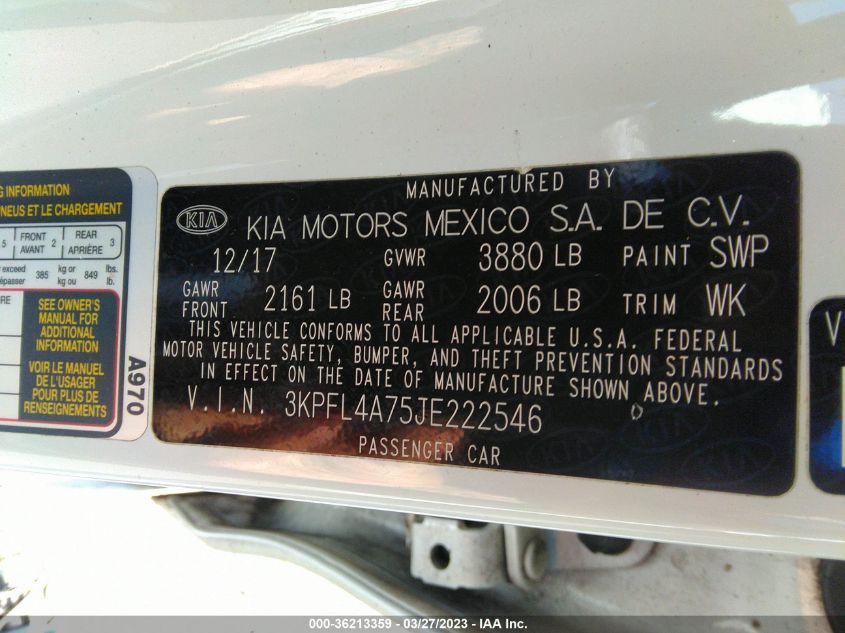 G INFORMATION
NEUS ET LE CHARGEMENT
5 FRONT AVANT 2 REAR ARRIÈRE 3
exceed
385 kg or kg ou 849 lbs. lb.
SEE OWNER'S
MANUAL FOR
ADDITIONAL
INFORMATION
VOIR LE MANUEL
DE L'USAGER
POUR PLUS DE
RENSEIGNEMENTS
A970
MANUFACTURED BY
KIA KIA MOTORS MEXICO S.A. DE C.V.
12/17 GVWR 3880 LB PAINT SWP
GAWR FRONT 2161 LB GAWR REAR 2006 LB TRIM WK
THIS VEHICLE CONFORMS TO ALL APPLICABLE U.S.A. FEDERAL
MOTOR VEHICLE SAFETY, BUMPER, AND THEFT PREVENTION STANDARDS
IN EFFECT ON THE DATE OF MANUFACTURE SHOWN ABOVE.
V.I.N. 3KPFL4A75JE222546
PASSENGER CAR
V
000-36213359 - 03/27/2023 - IAA Inc.